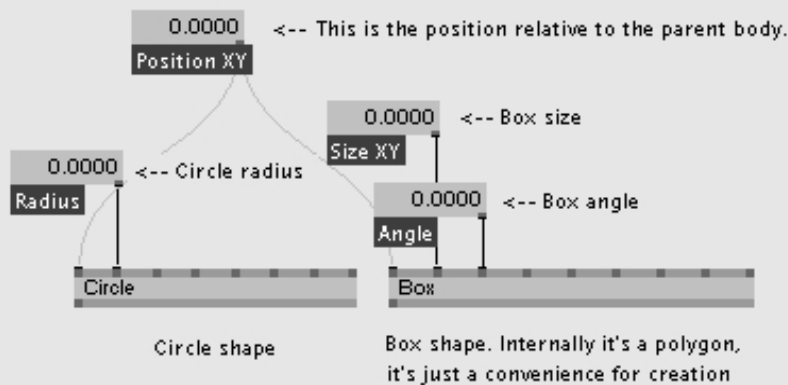 0.0000 <-- This is the position relative to the parent body.
Position XY
0.0000 <-- Box size
Size XY
0.0000 <-- Circle radius
Radius
0.0000 <-- Box angle
Angle
Circle
Box
Circle shape
Box shape. Internally it's a polygon,
it's just a convenience for creation